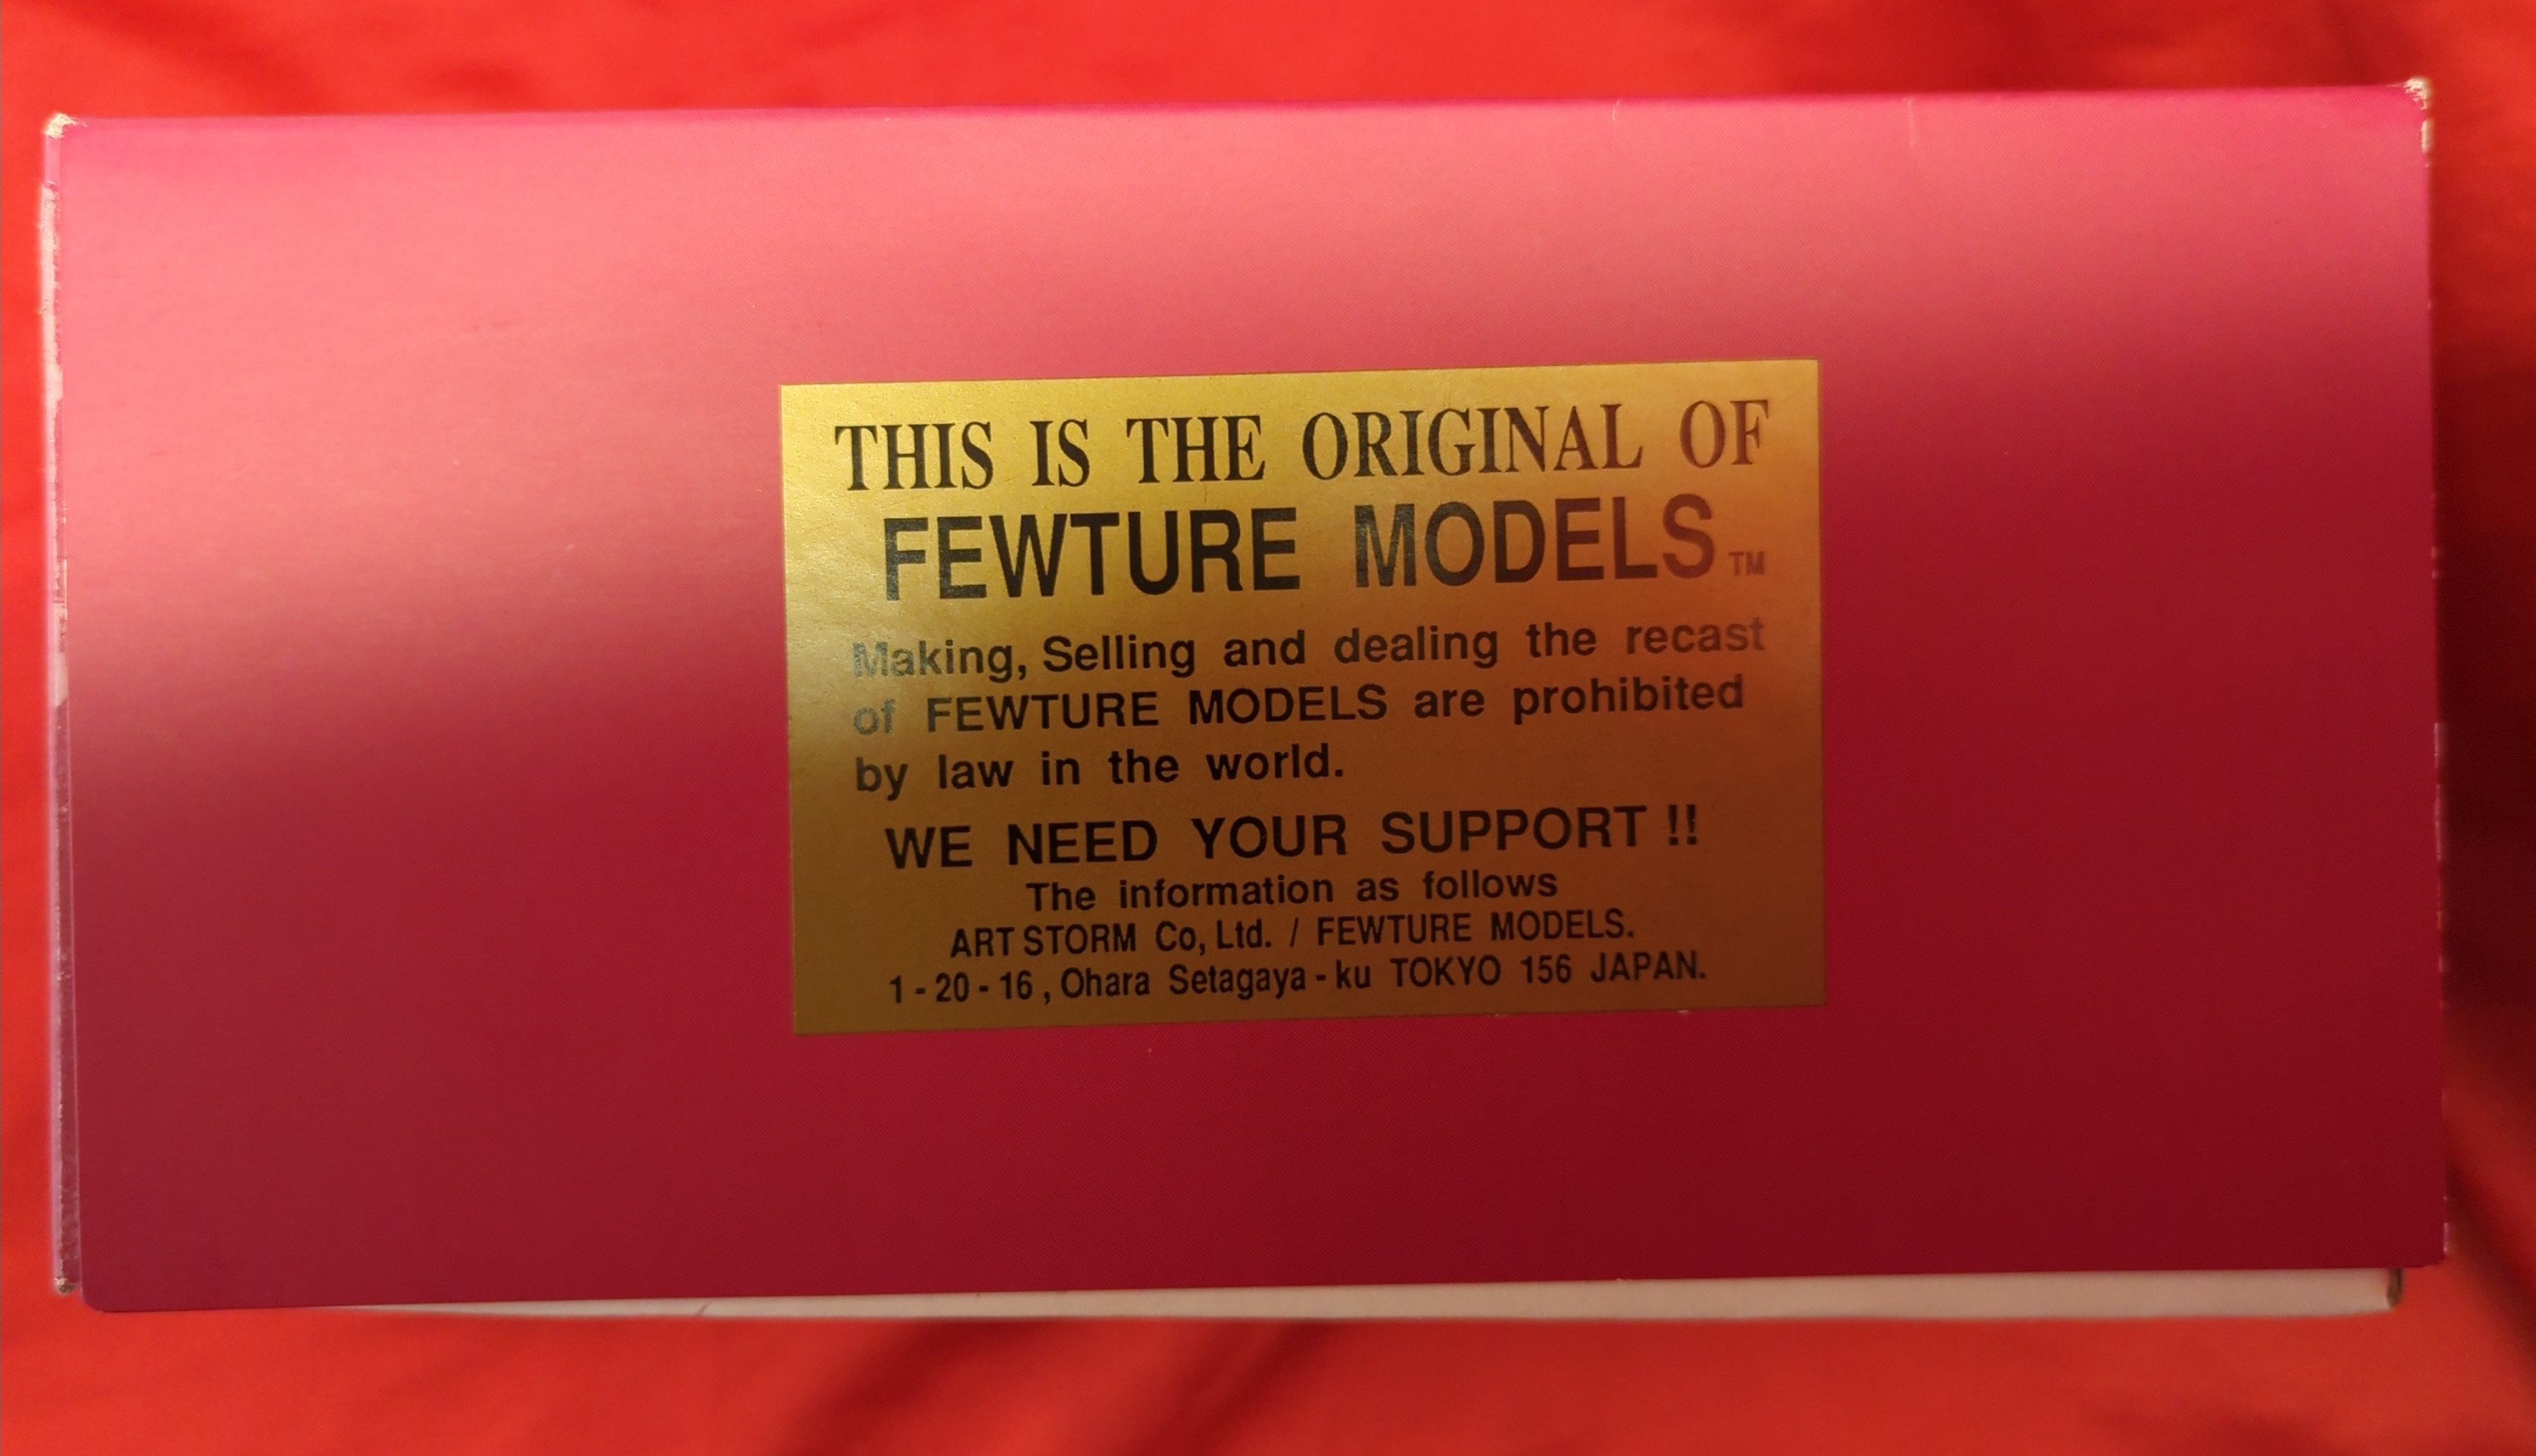 THIS IS THE ORIGINAL OF
FEWTURE MODELS TM
Making, Selling and dealing the recast
of FEWTURE MODELS are prohibited
by law in the world.
WE NEED YOUR SUPPORT !!
The information as follows
ART STORM Co, Ltd. / FEWTURE MODELS.
1 - 20 - 16 , Ohara Setagaya - ku TOKYO 156 JAPAN.